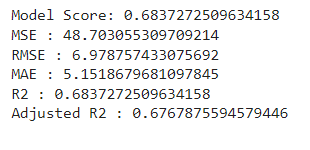 Model Score: 0.6837272509634158
MSE : 48.703055309709214
RMSE : 6.978757433075692
MAE : 5.1518679681097845
R2 : 0.6837272509634158
Adjusted R2 : 0.6767875594579446